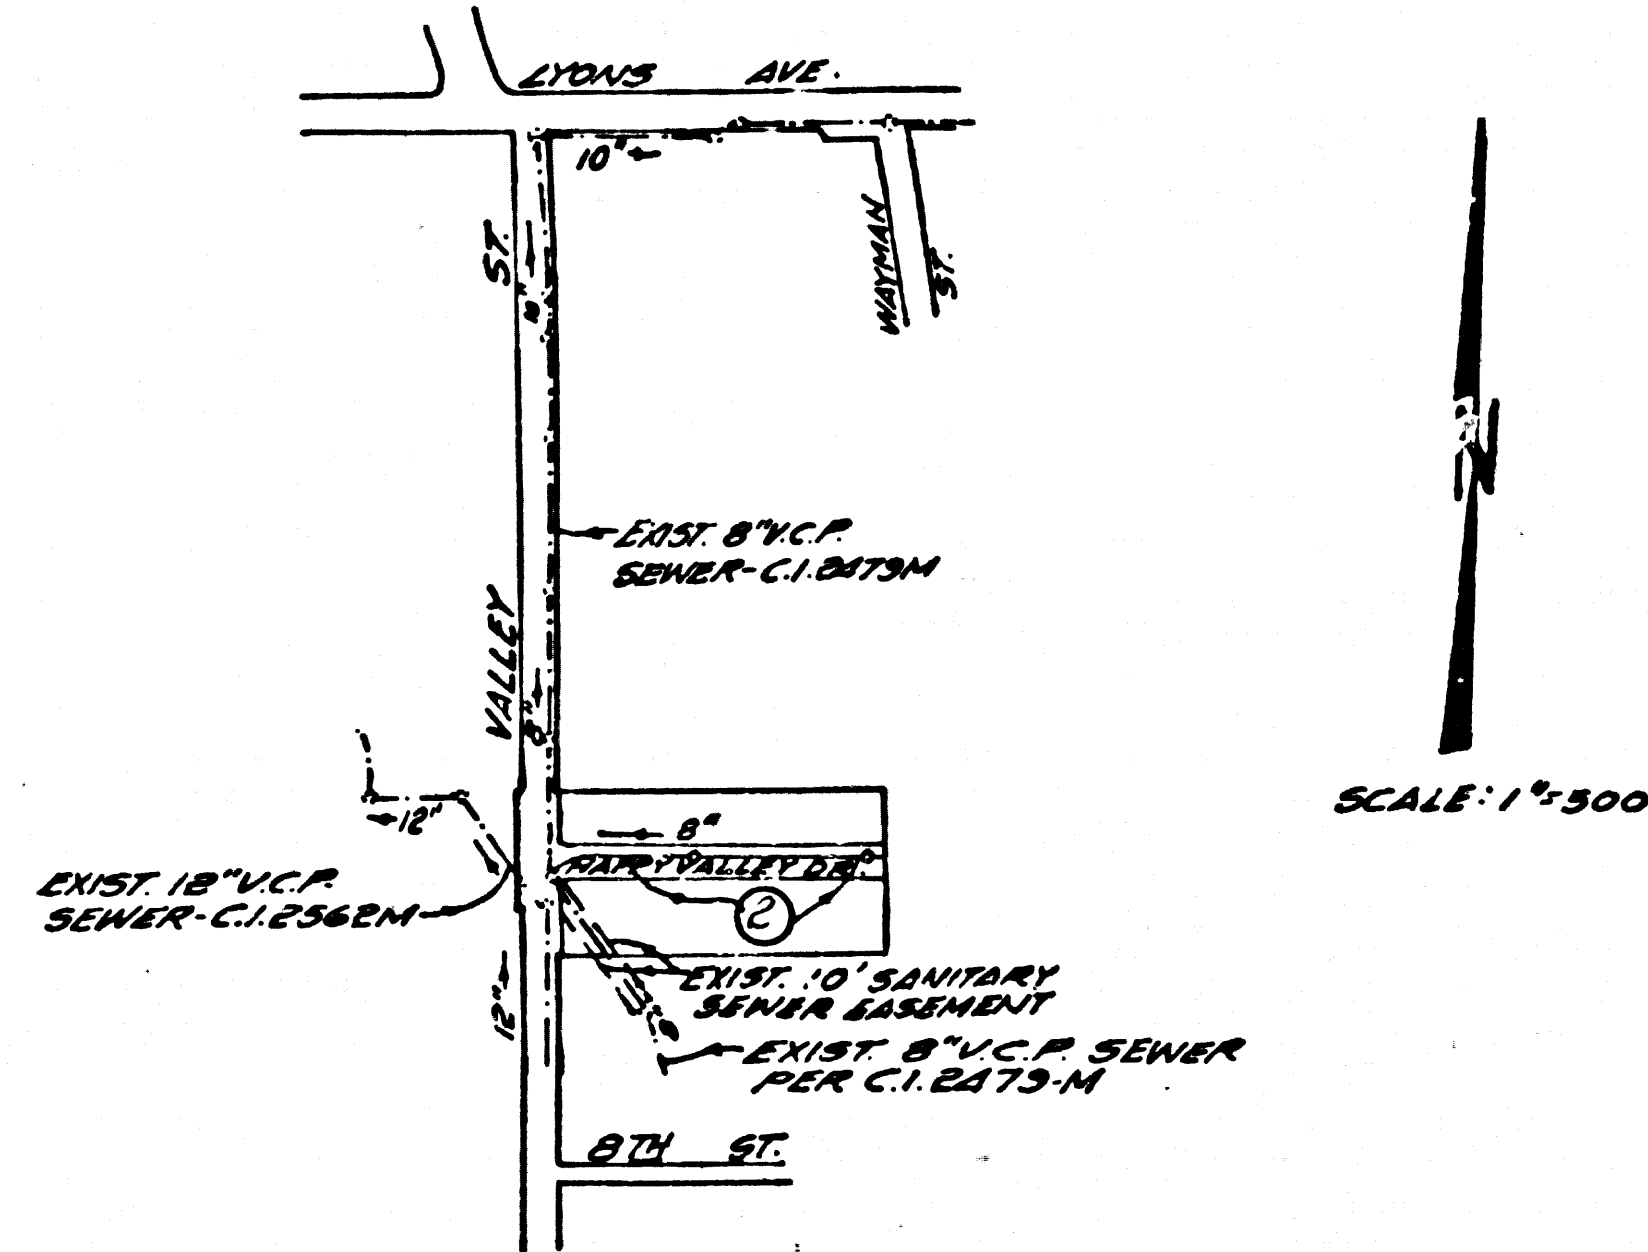 LYONS AVE.
10"
WAYMAN ST.
VALLEY ST.
8"
EXIST. 8"V.C.P.
SEWER-C.I.2479M
N
SCALE: 1"=500
12"
8"
HAPPY VALLEY DR.
2
EXIST. 12"V.C.P.
SEWER-C.I.2562M
12"
EXIST. 10' SANITARY
SEWER EASEMENT
8"
EXIST. 8"V.C.P. SEWER
PER C.I.2479-M
8TH ST.